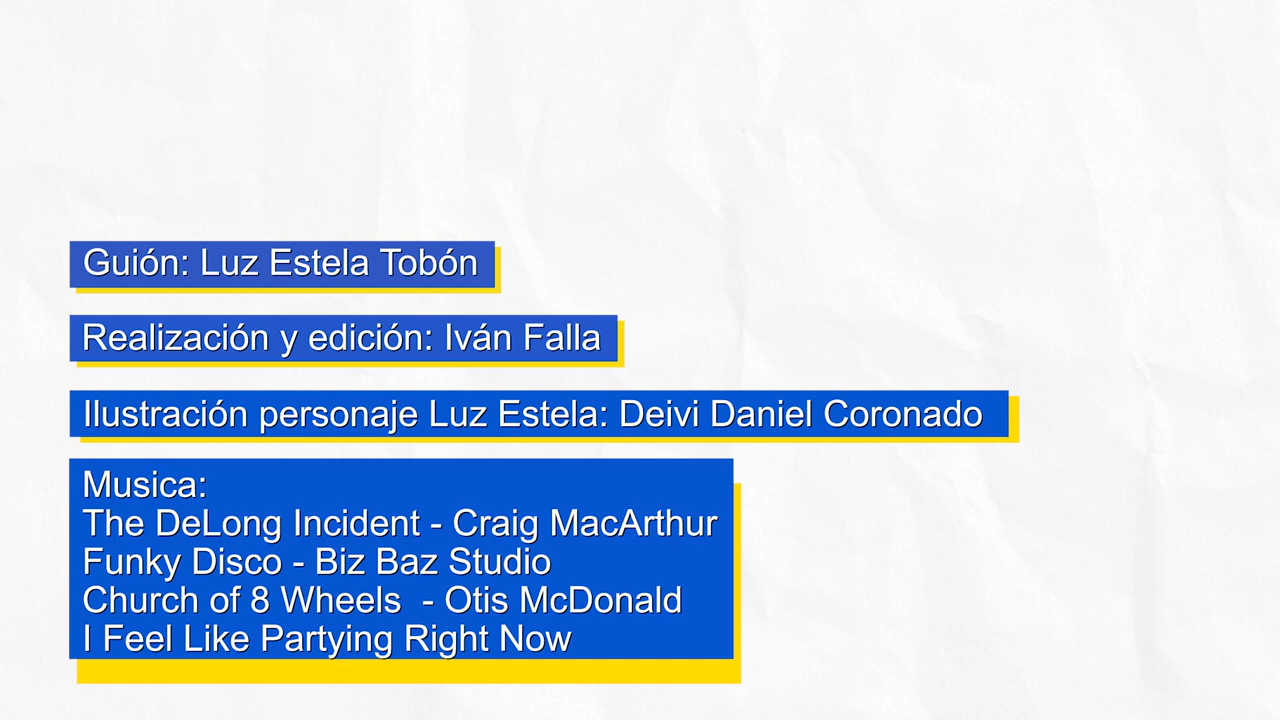 Guión: Luz Estela Tobón
Realización y edición: Iván Falla
Ilustración personaje Luz Estela: Deivi Daniel Coronado
Musica:
The DeLong Incident - Craig MacArthur
Funky Disco - Biz Baz Studio
Church of 8 Wheels  - Otis McDonald
I Feel Like Partying Right Now